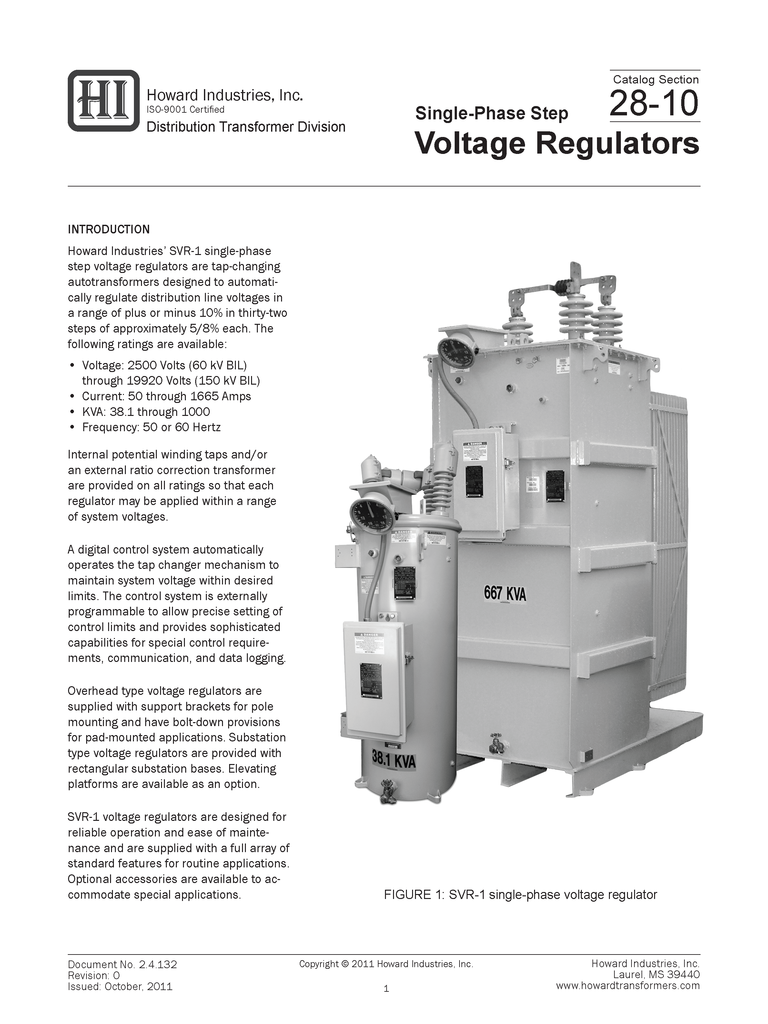 HI
Howard Industries, Inc.
ISO-9001 Certified
Distribution Transformer Division
Catalog Section
28-10
Single-Phase Step
Voltage Regulators
INTRODUCTION
Howard Industries’ SVR-1 single-phase
step voltage regulators are tap-changing
autotransformers designed to automati-
cally regulate distribution line voltages in
a range of plus or minus 10% in thirty-two
steps of approximately 5/8% each. The
following ratings are available:
• Voltage: 2500 Volts (60 kV BIL)
through 19920 Volts (150 kV BIL)
• Current: 50 through 1665 Amps
• KVA: 38.1 through 1000
• Frequency: 50 or 60 Hertz
Internal potential winding taps and/or
an external ratio correction transformer
are provided on all ratings so that each
regulator may be applied within a range
of system voltages.
A digital control system automatically
operates the tap changer mechanism to
maintain system voltage within desired
limits. The control system is externally
programmable to allow precise setting of
control limits and provides sophisticated
capabilities for special control require-
ments, communication, and data logging.
Overhead type voltage regulators are
supplied with support brackets for pole
mounting and have bolt-down provisions
for pad-mounted applications. Substation
type voltage regulators are provided with
rectangular substation bases. Elevating
platforms are available as an option.
SVR-1 voltage regulators are designed for
reliable operation and ease of mainte-
nance and are supplied with a full array of
standard features for routine applications.
Optional accessories are available to ac-
commodate special applications.
667 KVA
38.1 KVA
FIGURE 1: SVR-1 single-phase voltage regulator
Document No. 2.4.132
Revision: 0
Issued: October, 2011
Copyright © 2011 Howard Industries, Inc.
1
Howard Industries, Inc.
Laurel, MS 39440
www.howardtransformers.com